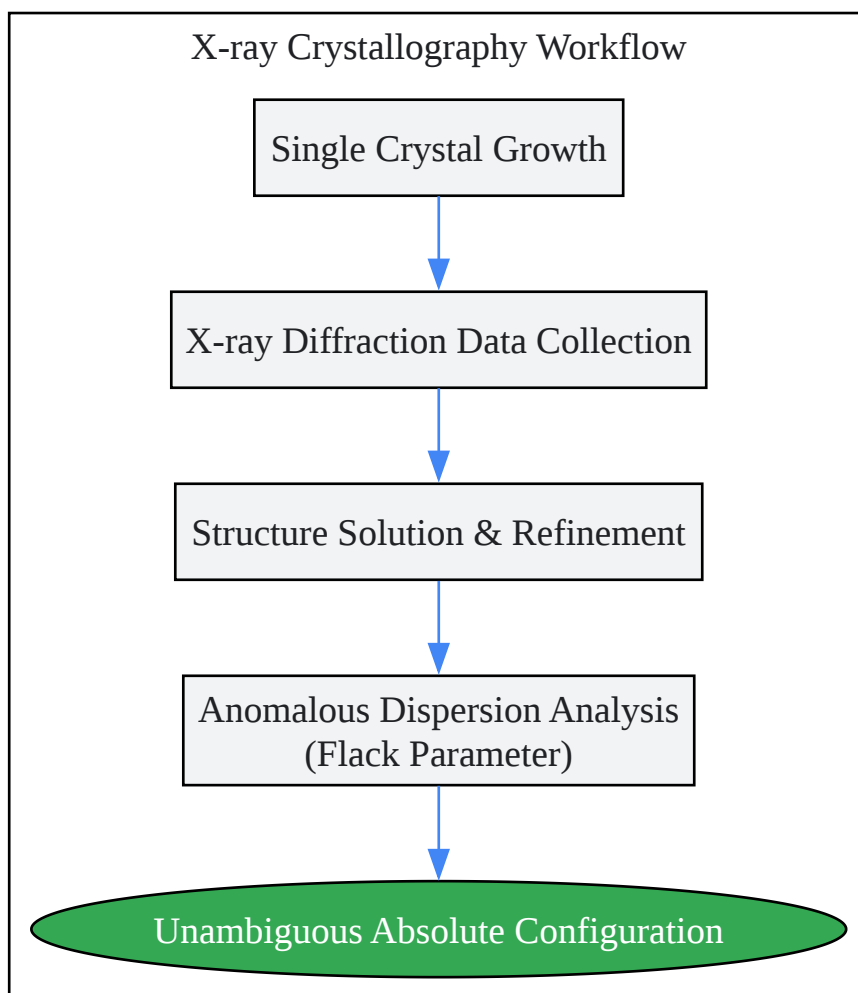 X-ray Crystallography Workflow
Single Crystal Growth
X-ray Diffraction Data Collection
Structure Solution & Refinement
Anomalous Dispersion Analysis
(Flack Parameter)
Unambiguous Absolute Configuration